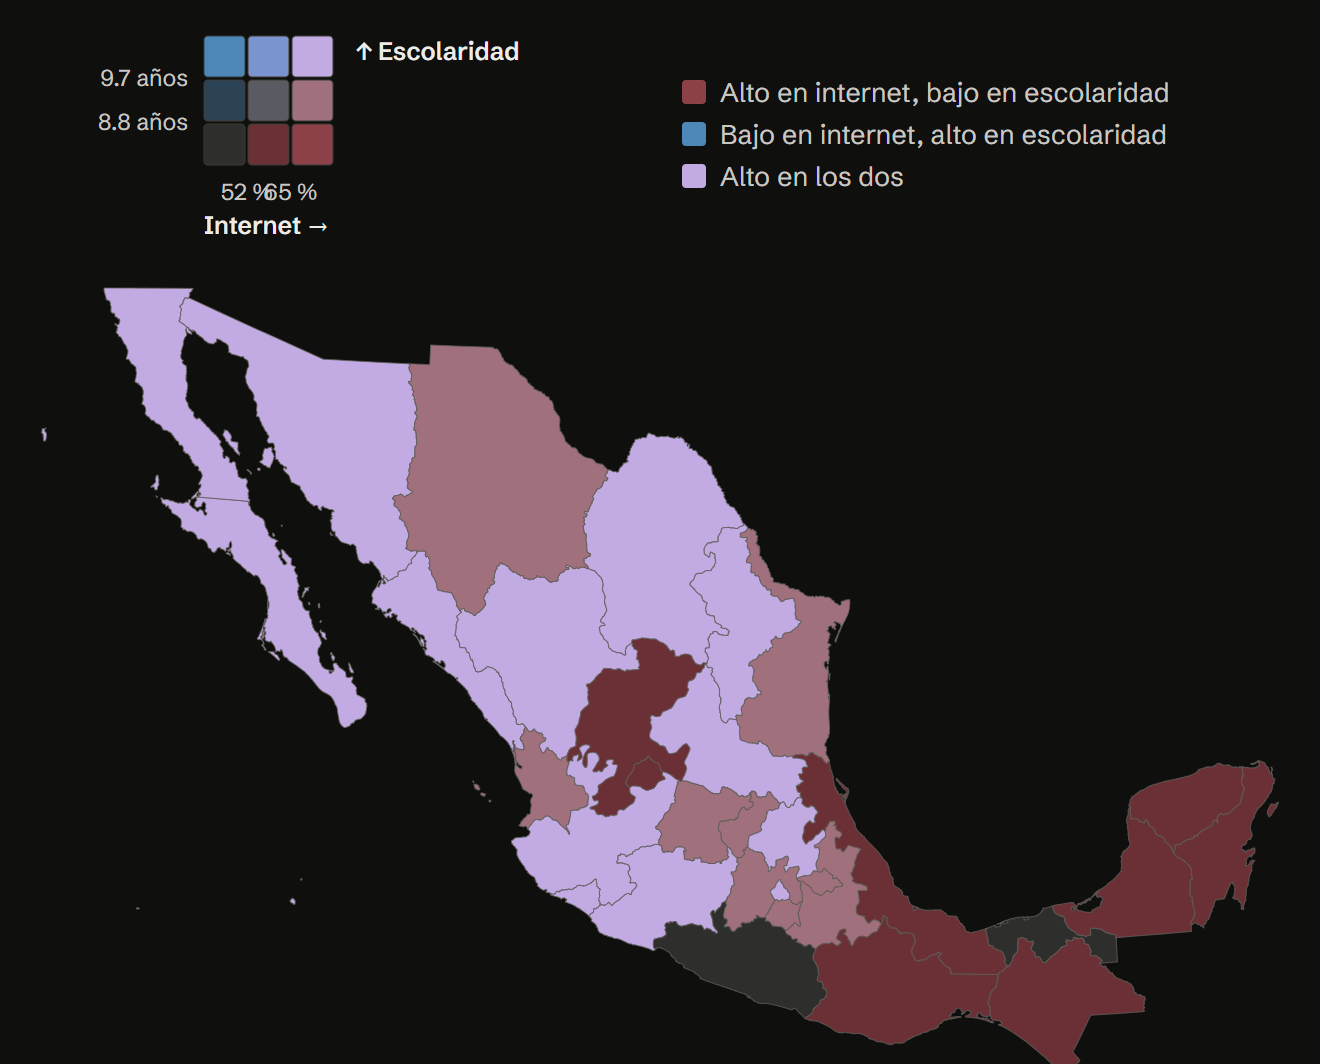 ↑ Escolaridad
9.7 años
8.8 años
52 % 65 %
Internet →
Alto en internet, bajo en escolaridad
Bajo en internet, alto en escolaridad
Alto en los dos